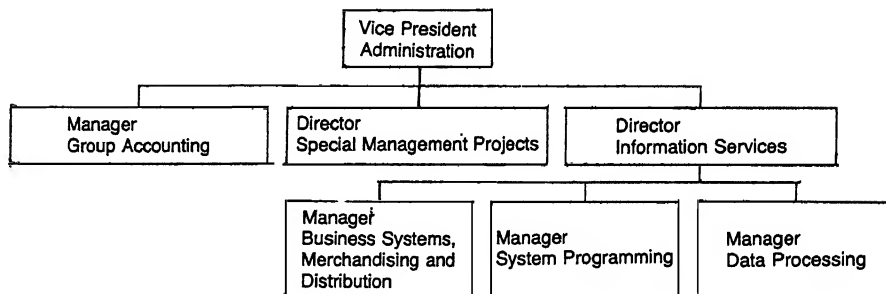 Vice President
Administration
Manager
Group Accounting
Director
Special Management Projects
Director
Information Services
Manager
Business Systems,
Merchandising and
Distribution
Manager
System Programming
Manager
Data Processing